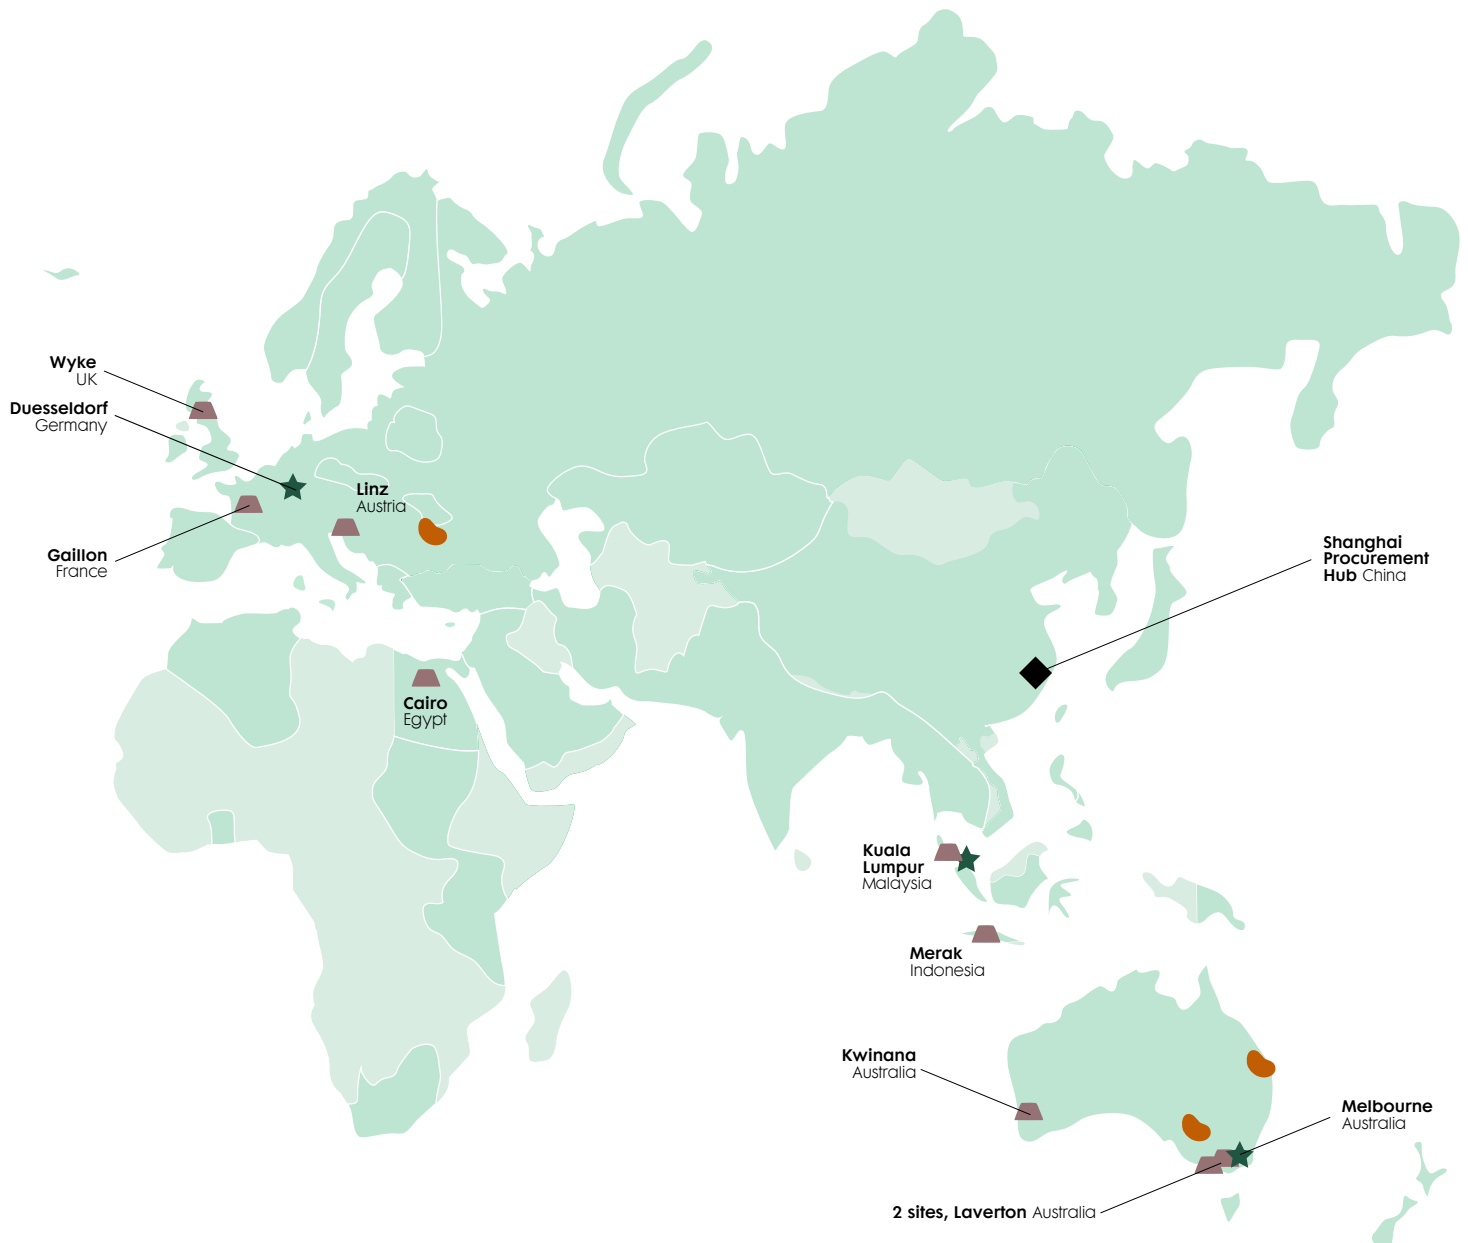 Wyke
UK
Duesseldorf
Germany
Linz
Austria
Gaillon
France
Shanghai
Procurement
Hub China
Cairo
Egypt
Kuala
Lumpur
Malaysia
Merak
Indonesia
Kwinana
Australia
Melbourne
Australia
2 sites, Laverton Australia